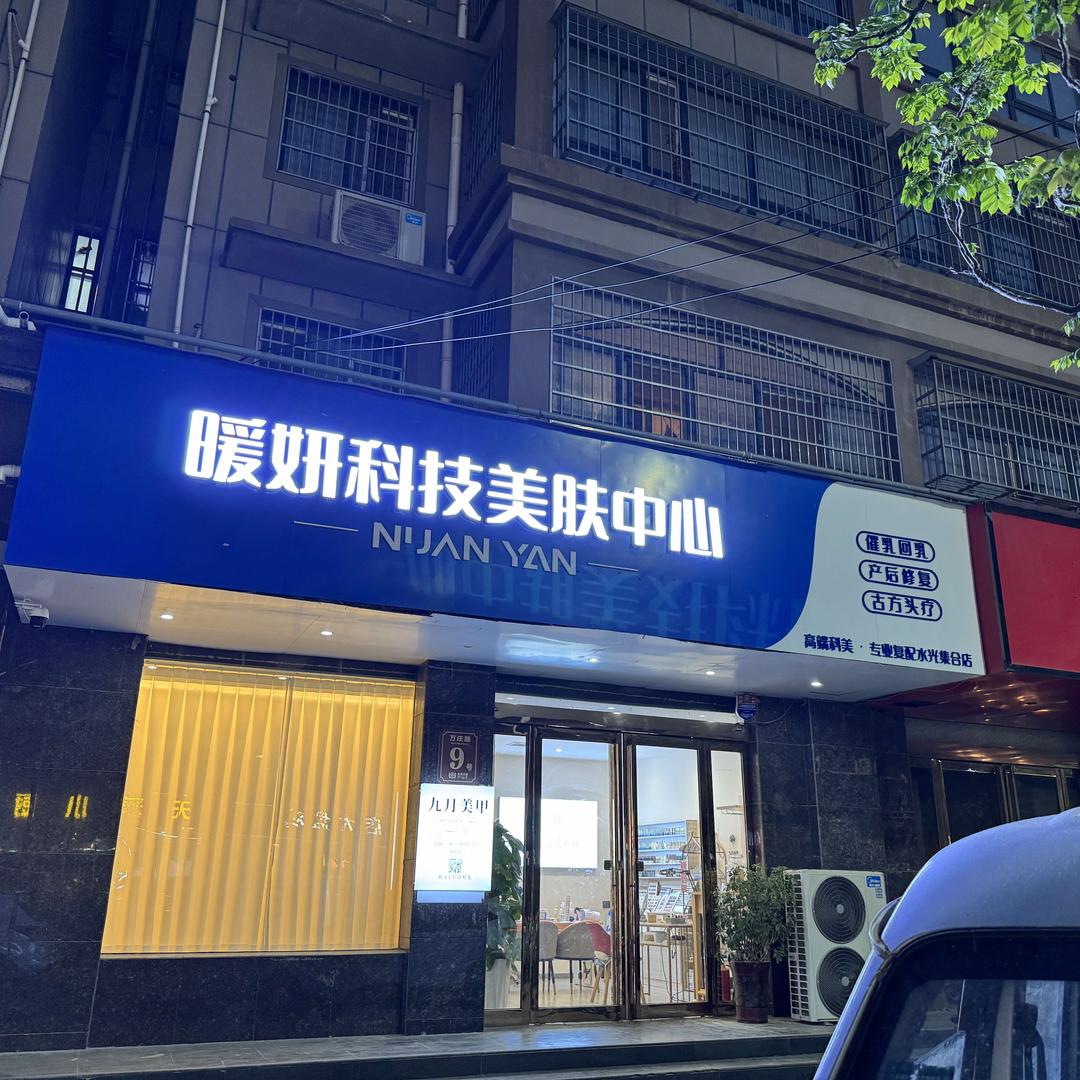 暖妍科技美肤中心
NUAN YAN
催乳回乳
产后修复
古方头疗
高端科美·专业复配水光集合店
万庄路
9号
九月美甲
WELCOME